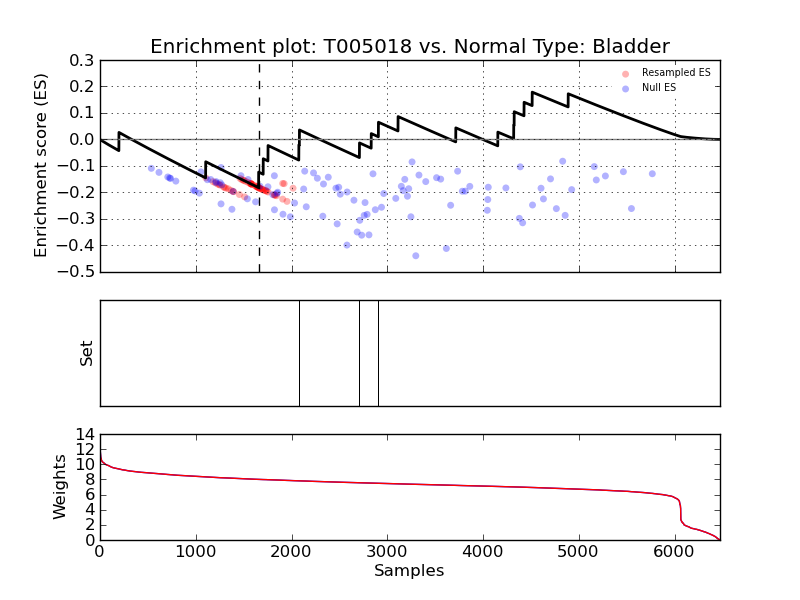 Enrichment plot: T005018 vs. Normal Type: Bladder
Enrichment score (ES)
0.3
0.2
0.1
0.0
−0.1
−0.2
−0.3
−0.4
−0.5
Resampled ES
Null ES
Set
Weights
14
12
10
8
6
4
2
0
0 1000 2000 3000 4000 5000 6000
Samples